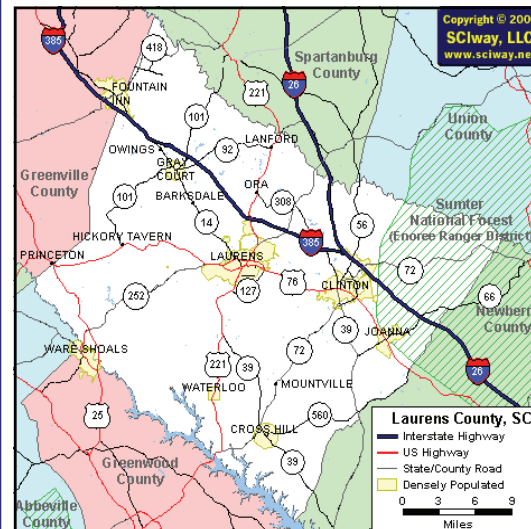 Copyright © 200
SCIway, LLC
www.sciway.ne
385
418
Spartanburg
County
26
FOUNTAIN
INN
221
Union
County
101
LANFORD
OWINGS
92
GRAY
COURT
Greenville
County
ORA
Sumter
National Forest
(Enoree Ranger District)
101
BARKSDALE
308
14
56
HICKORY TAVERN
385
LAURENS
PRINCETON
72
76
CLINTON
127
252
66
Newberry
County
39
JOANNA
WARE SHOALS
72
221
39
26
WATERLOO
MOUNTVILLE
25
560
CROSS HILL
Greenwood
County
39
Abbeville
County
Laurens County, SC
Interstate Highway
US Highway
State/County Road
Densely Populated
0 3 6 9
Miles